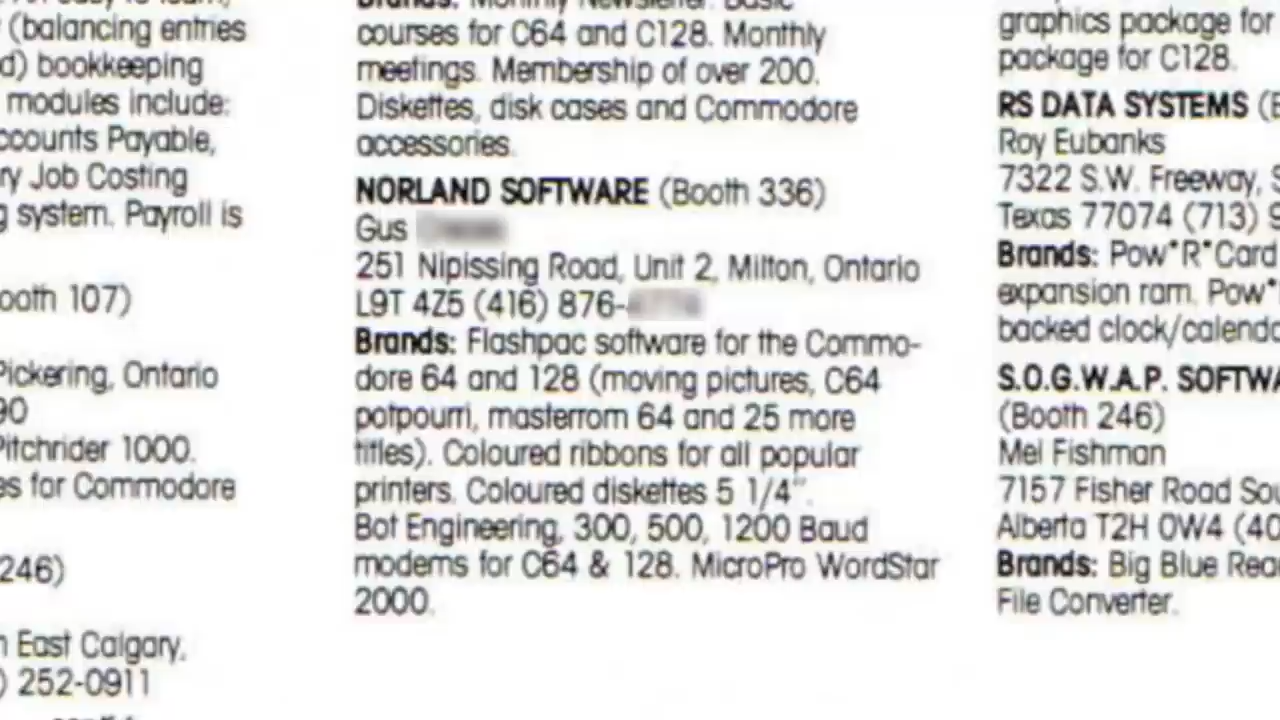 (balancing entries
d) bookkeeping
modules include:
ccounts Payable,
ry Job Costing
g system. Payroll is
ooth 107)
Pickering, Ontario
90
Pitchrider 1000.
es for Commodore
246)
n East Calgary,
) 252-0911
Brands: Monthly Newsletter. Basic
courses for C64 and C128. Monthly
meetings. Membership of over 200.
Diskettes, disk cases and Commodore
accessories.
NORLAND SOFTWARE (Booth 336)
Gus
251 Nipissing Road, Unit 2, Milton, Ontario
L9T 4Z5 (416) 876-
Brands: Flashpac software for the Commo-
dore 64 and 128 (moving pictures, C64
potpourri, masterrom 64 and 25 more
titles). Coloured ribbons for all popular
printers. Coloured diskettes 5 1/4".
Bot Engineering, 300, 500, 1200 Baud
modems for C64 & 128. MicroPro WordStar
2000.
graphics package for
package for C128.
RS DATA SYSTEMS (B
Roy Eubanks
7322 S.W. Freeway, S
Texas 77074 (713) 9
Brands: Pow*R*Card
expansion ram. Pow*
backed clock/calenda
S.O.G.W.A.P. SOFTWA
(Booth 246)
Mel Fishman
7157 Fisher Road Sou
Alberta T2H 0W4 (40
Brands: Big Blue Rea
File Converter.